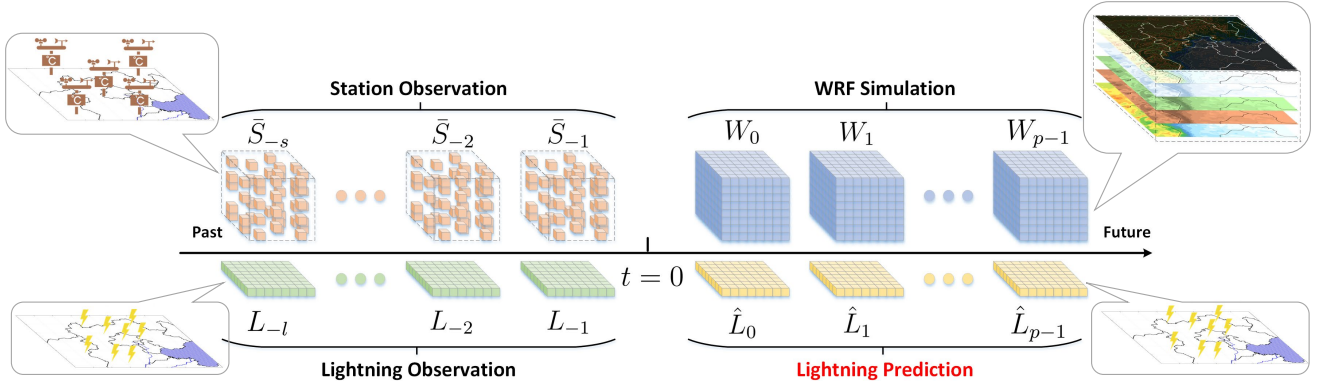 Station Observation
WRF Simulation
S̄₋ₛ S̄₋₂ S̄₋₁ W₀ W₁ Wₚ₋₁
℃ ℃ ℃ ℃ ℃
Past
Future
t = 0
L₋ₗ L₋₂ L₋₁ L̂₀ L̂₁ L̂ₚ₋₁
Lightning Observation
Lightning Prediction